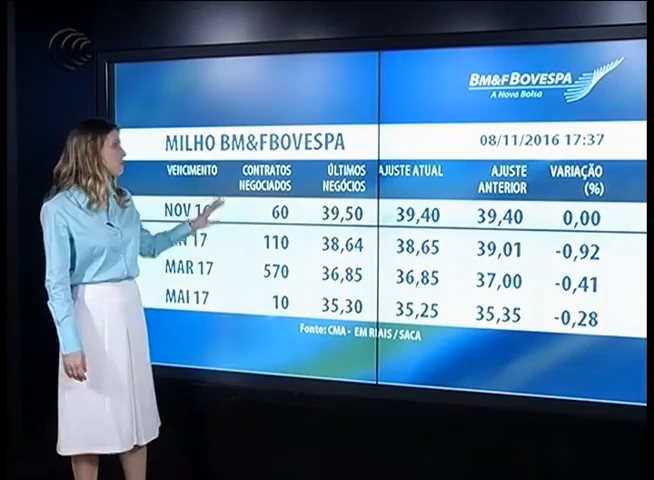 BM&FBOVESPA
A Nova Bolsa
MILHO BM&FBOVESPA 08/11/2016 17:37
VENCIMENTO CONTRATOS NEGOCIADOS ÚLTIMOS NEGÓCIOS AJUSTE ATUAL AJUSTE ANTERIOR VARIAÇÃO (%)
NOV 60 39,50 39,40 39,40 0,00
17 110 38,64 38,65 39,01 -0,92
MAR 17 570 36,85 36,85 37,00 -0,41
MAI 17 10 35,30 35,25 35,35 -0,28
Fonte: CMA - EM RIAIS / SACA